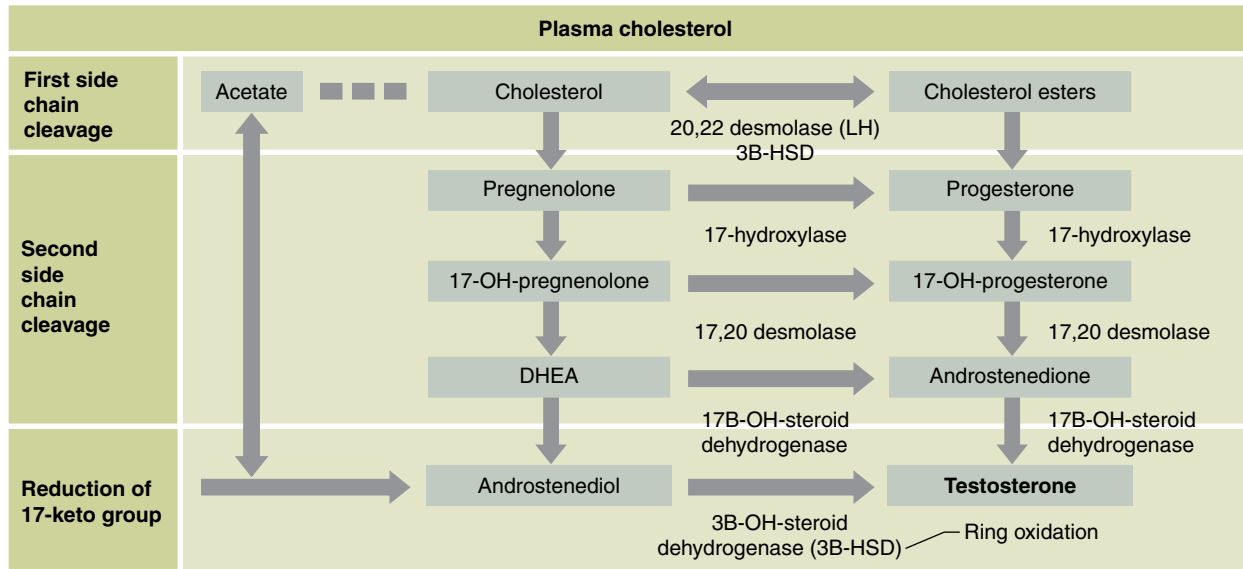 Plasma cholesterol
First side
chain
cleavage
Acetate
Cholesterol
Cholesterol esters
20,22 desmolase (LH)
3B-HSD
Second
side
chain
cleavage
Pregnenolone
Progesterone
17-hydroxylase
17-hydroxylase
17-OH-pregnenolone
17-OH-progesterone
17,20 desmolase
17,20 desmolase
DHEA
Androstenedione
17B-OH-steroid
dehydrogenase
17B-OH-steroid
dehydrogenase
Reduction of
17-keto group
Androstenediol
Testosterone
3B-OH-steroid
dehydrogenase (3B-HSD)
Ring oxidation